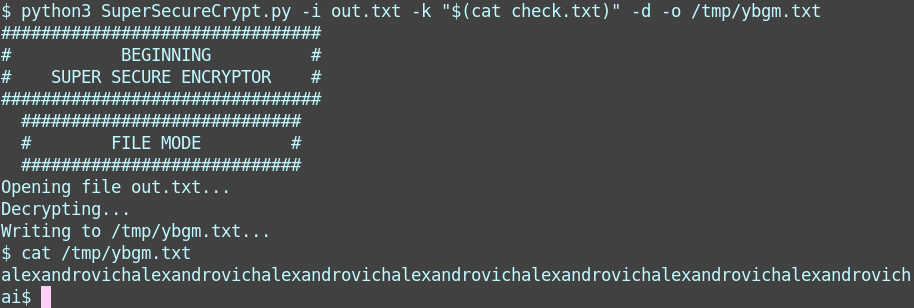 $ python3 SuperSecureCrypt.py -i out.txt -k "$(cat check.txt)" -d -o /tmp/ybgm.txt
################################
#           BEGINNING          #
#    SUPER SECURE ENCRYPTOR    #
################################
  ############################
  #        FILE MODE         #
  ############################
Opening file out.txt...
Decrypting...
Writing to /tmp/ybgm.txt...
$ cat /tmp/ybgm.txt
alexandrovichalexandrovichalexandrovichalexandrovichalexandrovichalexandrovichalexandrovich
ai$